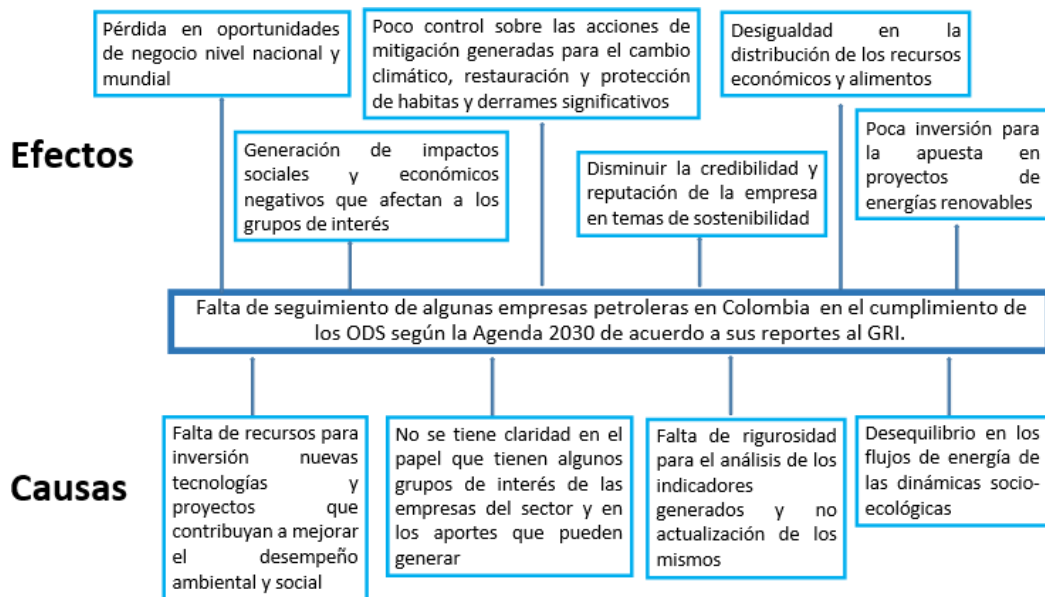 Pérdida en oportunidades
de negocio nivel nacional y
mundial
Poco control sobre las acciones de
mitigación generadas para el cambio
climático, restauración y protección
de habitas y derrames significativos
Desigualdad en la
distribución de los recursos
económicos y alimentos
Efectos
Generación de impactos
sociales y económicos
negativos que afectan a los
grupos de interés
Disminuir la credibilidad y
reputación de la empresa
en temas de sostenibilidad
Poca inversión para
la apuesta en
proyectos de
energías renovables
Falta de seguimiento de algunas empresas petroleras en Colombia en el cumplimiento de
los ODS según la Agenda 2030 de acuerdo a sus reportes al GRI.
Causas
Falta de recursos para
inversión nuevas
tecnologías y
proyectos que
contribuyan a mejorar
el desempeño
ambiental y social
No se tiene claridad en el
papel que tienen algunos
grupos de interés de las
empresas del sector y en
los aportes que pueden
generar
Falta de rigurosidad
para el análisis de los
indicadores
generados y no
actualización de los
mismos
Desequilibrio en los
flujos de energía de
las dinámicas socio-
ecológicas